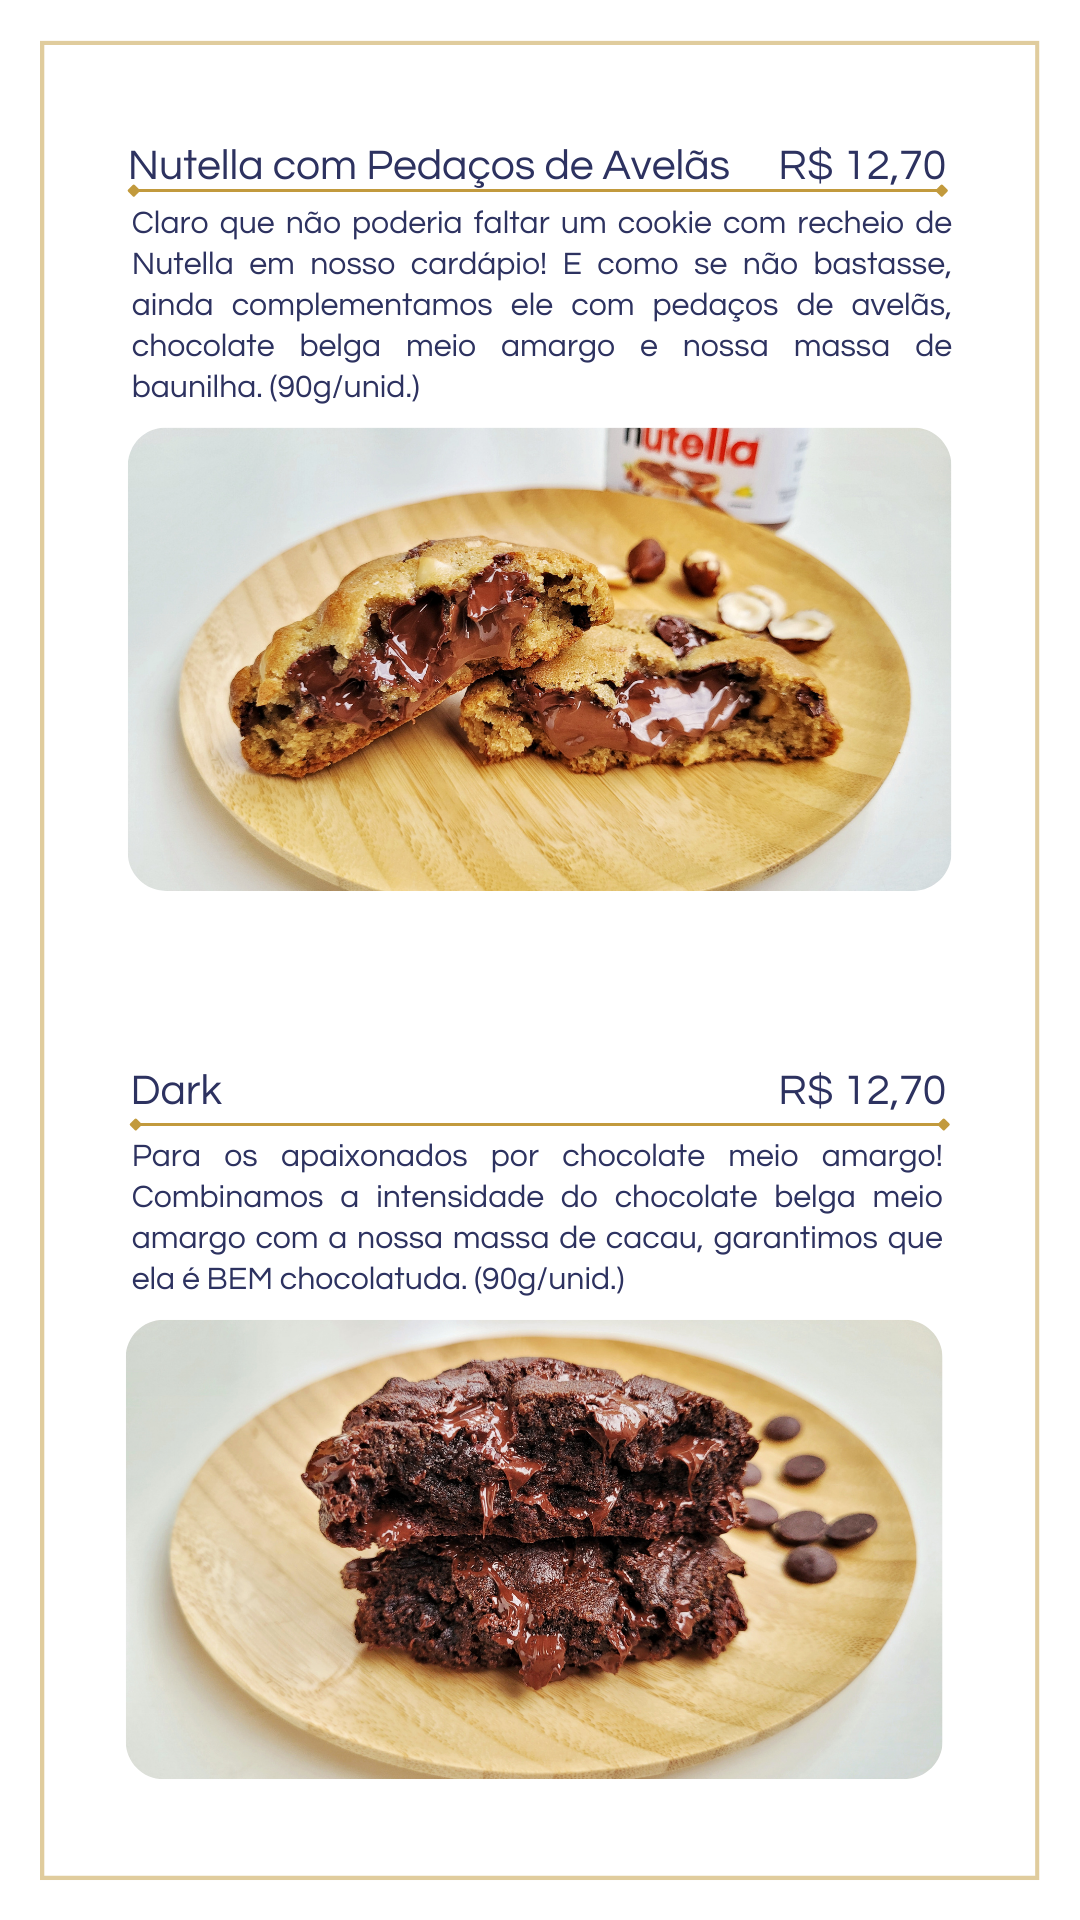 Nutella com Pedaços de Avelãs R$ 12,70
Claro que não poderia faltar um cookie com recheio de
Nutella em nosso cardápio! E como se não bastasse,
ainda complementamos ele com pedaços de avelãs,
chocolate belga meio amargo e nossa massa de
baunilha. (90g/unid.)
nutella
Dark R$ 12,70
Para os apaixonados por chocolate meio amargo!
Combinamos a intensidade do chocolate belga meio
amargo com a nossa massa de cacau, garantimos que
ela é BEM chocolatuda. (90g/unid.)